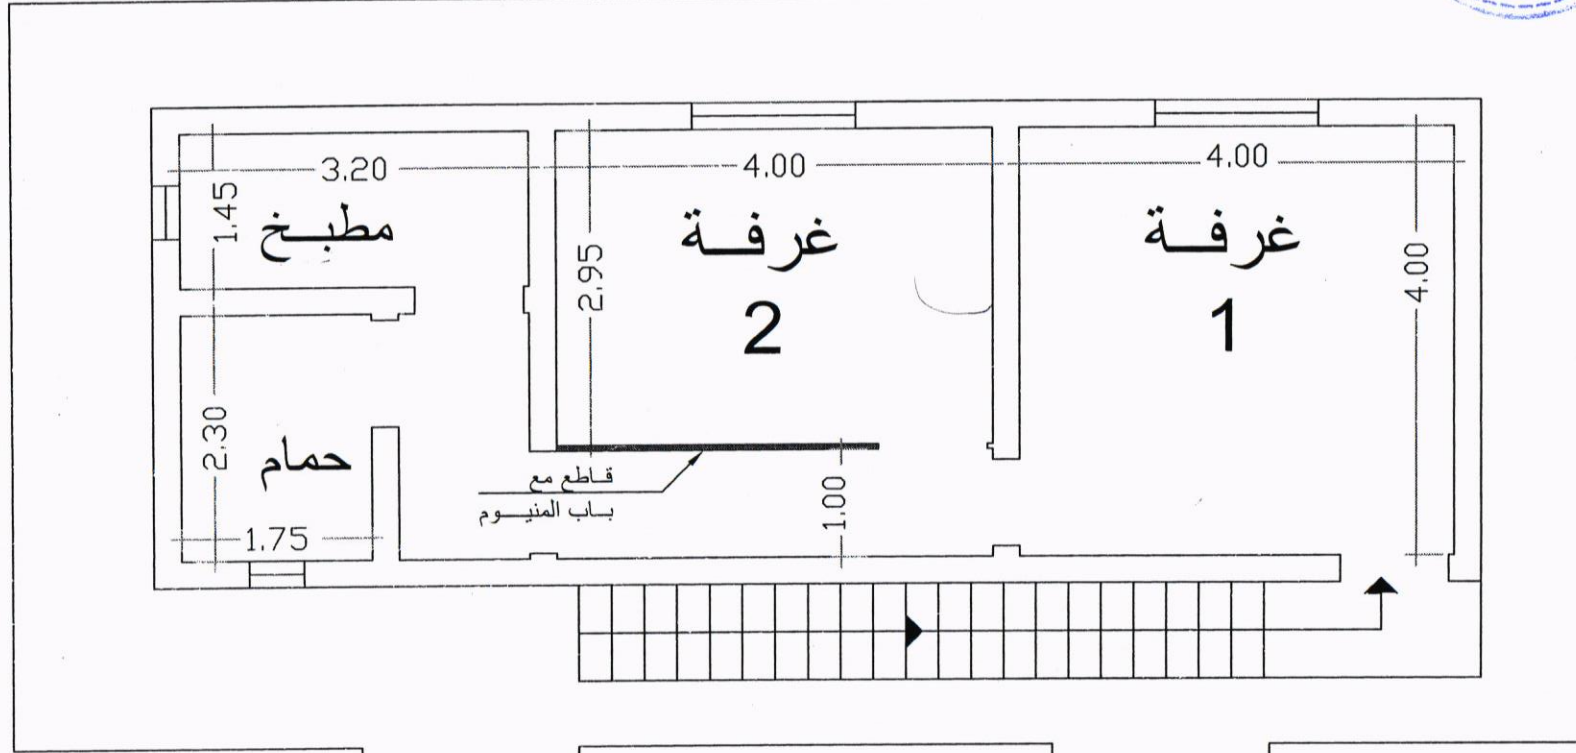 3.20
4.00
4.00
1.45
مطبخ
غرفة
2
2.95
غرفة
1
4.00
2.30
حمام
قاطع مع
باب المنيوم
1.00
1.75